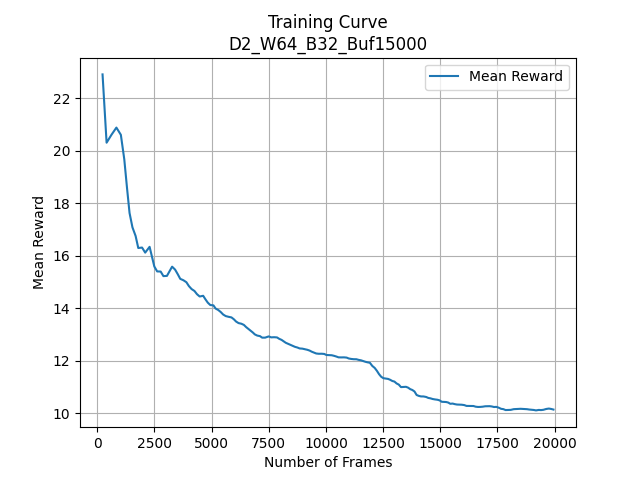 Training Curve
D2_W64_B32_Buf15000
Mean Reward
22
20
18
16
14
12
10
Mean Reward
0 2500 5000 7500 10000 12500 15000 17500 20000
Number of Frames